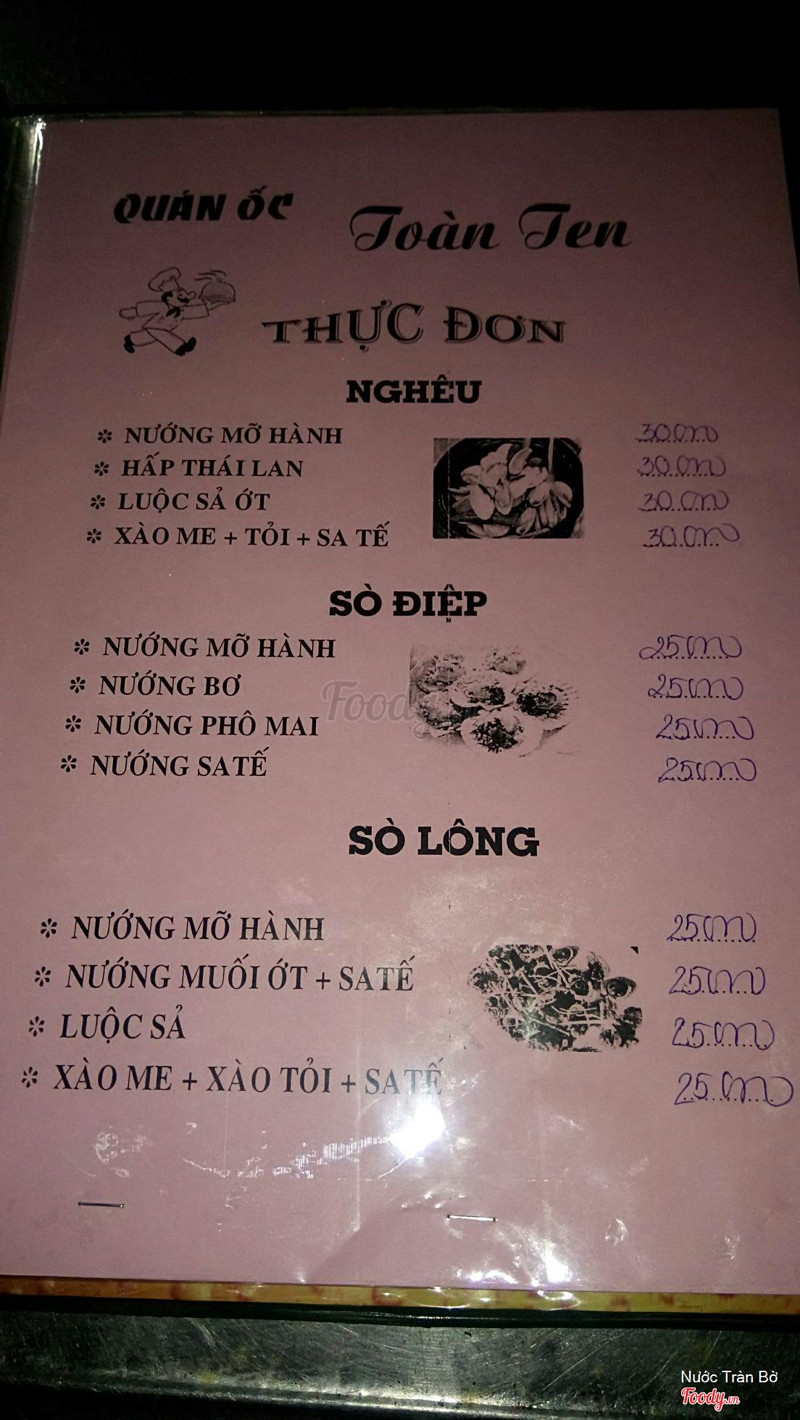 QUÁN ỐC Toàn Ten
THỰC ĐƠN
NGHÊU
NƯỚNG MỠ HÀNH 30.000
HẤP THÁI LAN 30.000
LUỘC SẢ ỚT 30.000
XÀO ME + TỎI + SA TẾ 30.000
SÒ ĐIỆP
NƯỚNG MỠ HÀNH 25.000
NƯỚNG BƠ 25.000
NƯỚNG PHÔ MAI 25.000
NƯỚNG SATẾ 25.000
SÒ LÔNG
NƯỚNG MỠ HÀNH 25.000
NƯỚNG MUỐI ỚT + SATẾ 25.000
LUỘC SẢ 25.000
XÀO ME + XÀO TỎI + SATẾ 25.000
Nước Tràn Bờ
Foody.vn